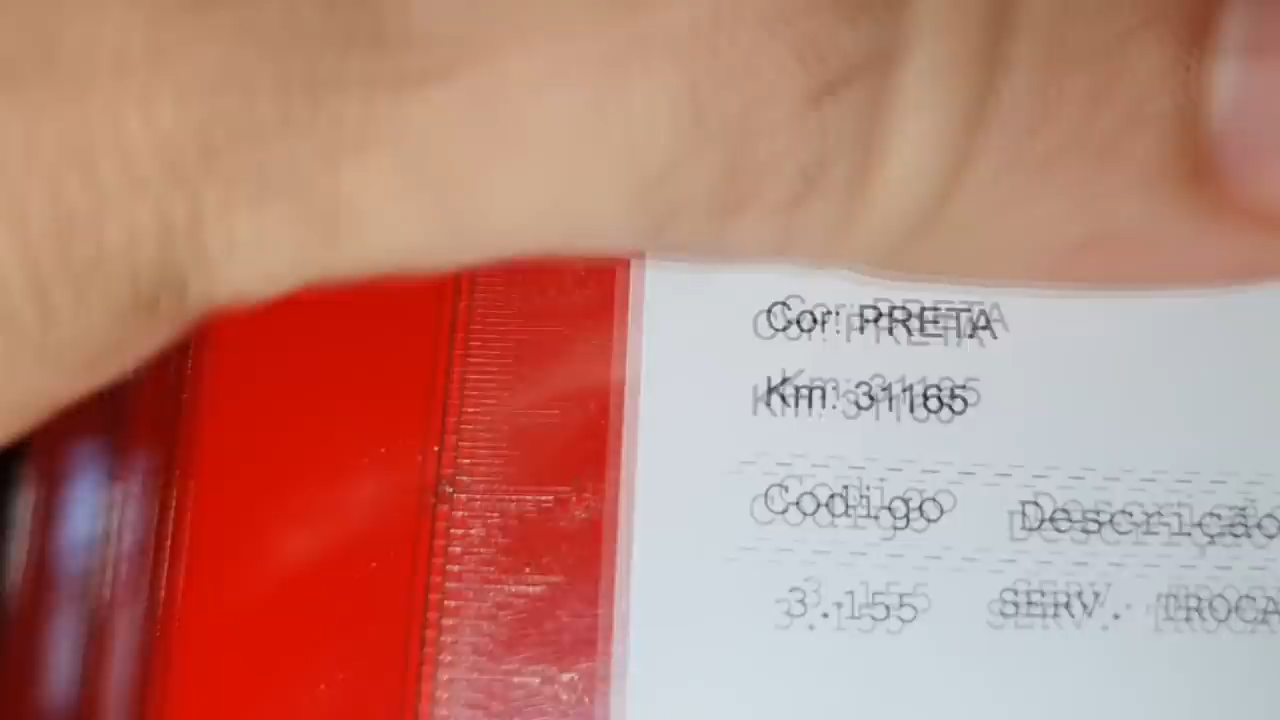 Cor: PRETA
Km: 31165
Codigo Descrição
3.155 SERV. TROCA